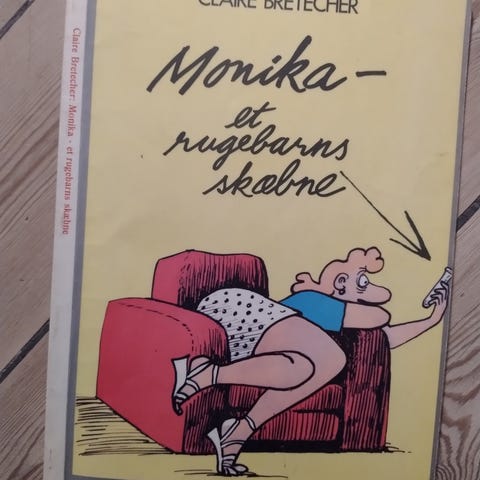 CLAIRE BRETECHER
Monika –
et
rugebarns
skæbne
Claire Bretecher: Monika - et rugebarns skæbne